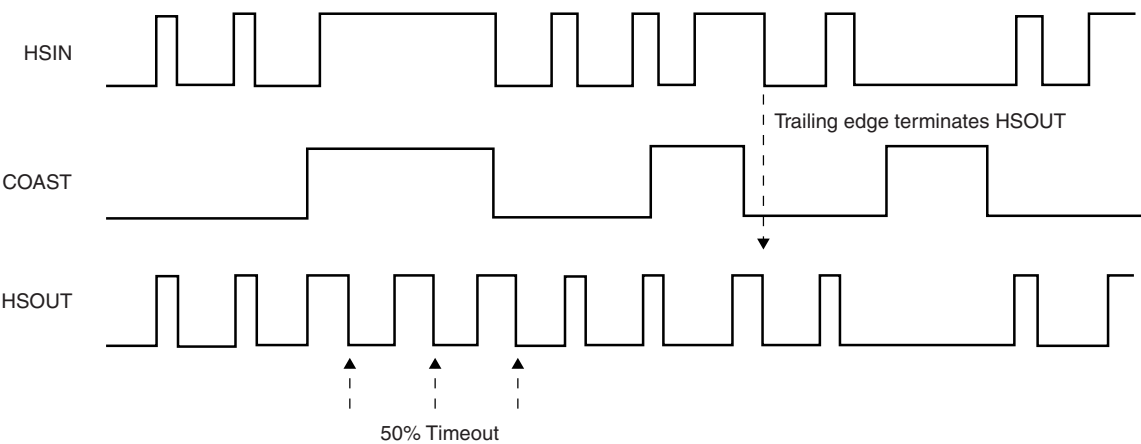 HSIN
Trailing edge terminates HSOUT
COAST
HSOUT
50% Timeout